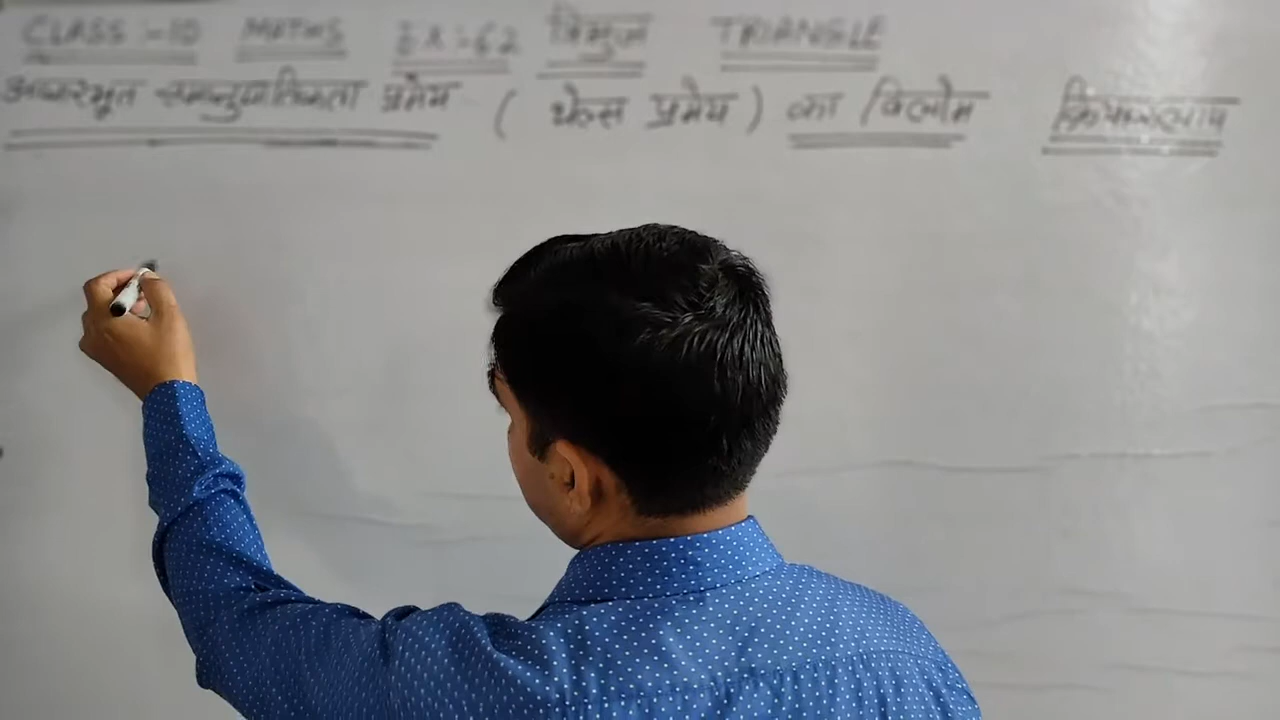 CLASS :- 10 MATHS EX :- 6.2 त्रिभुज TRIANGLE
आधारभूत समानुपातिकता प्रमेय ( थेल्स प्रमेय ) का विलोम क्रियाकलाप